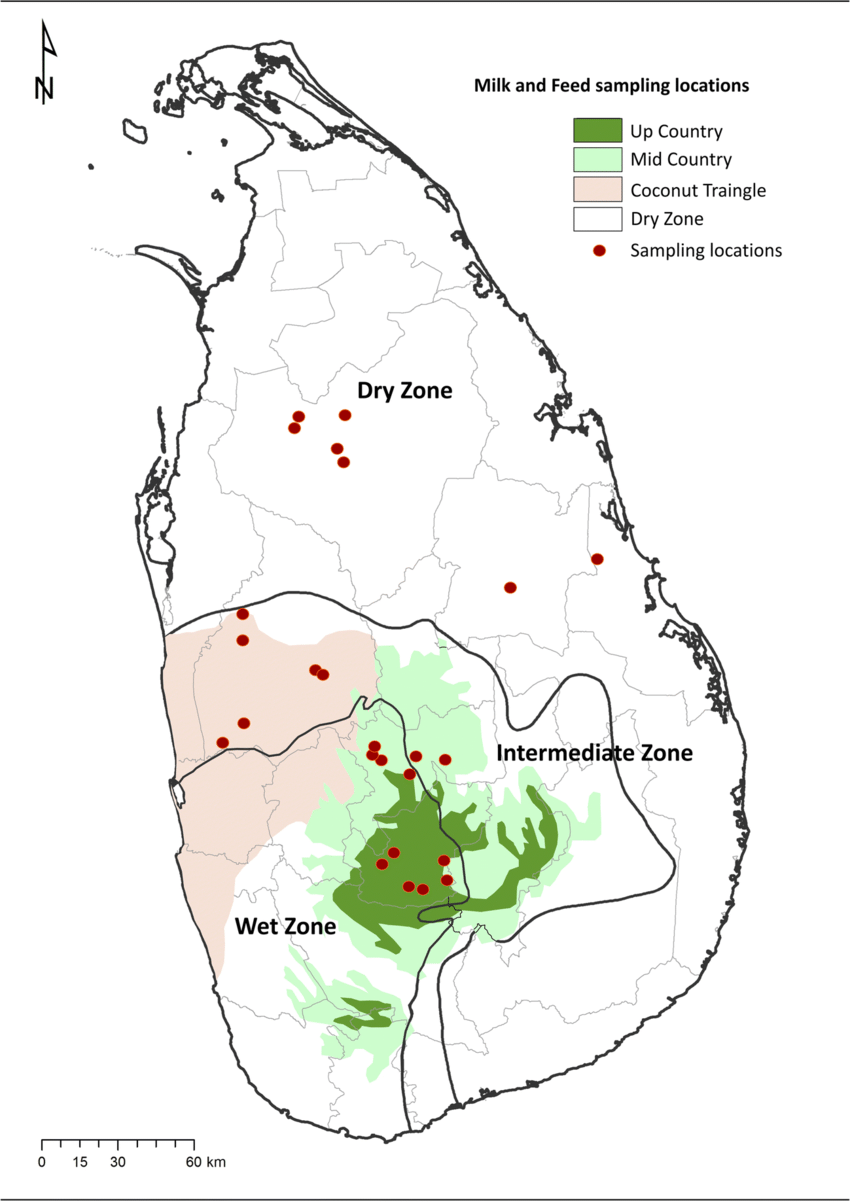 N
Milk and Feed sampling locations
Up Country
Mid Country
Coconut Traingle
Dry Zone
Sampling locations
Dry Zone
Intermediate Zone
Wet Zone
0 15 30 60 km